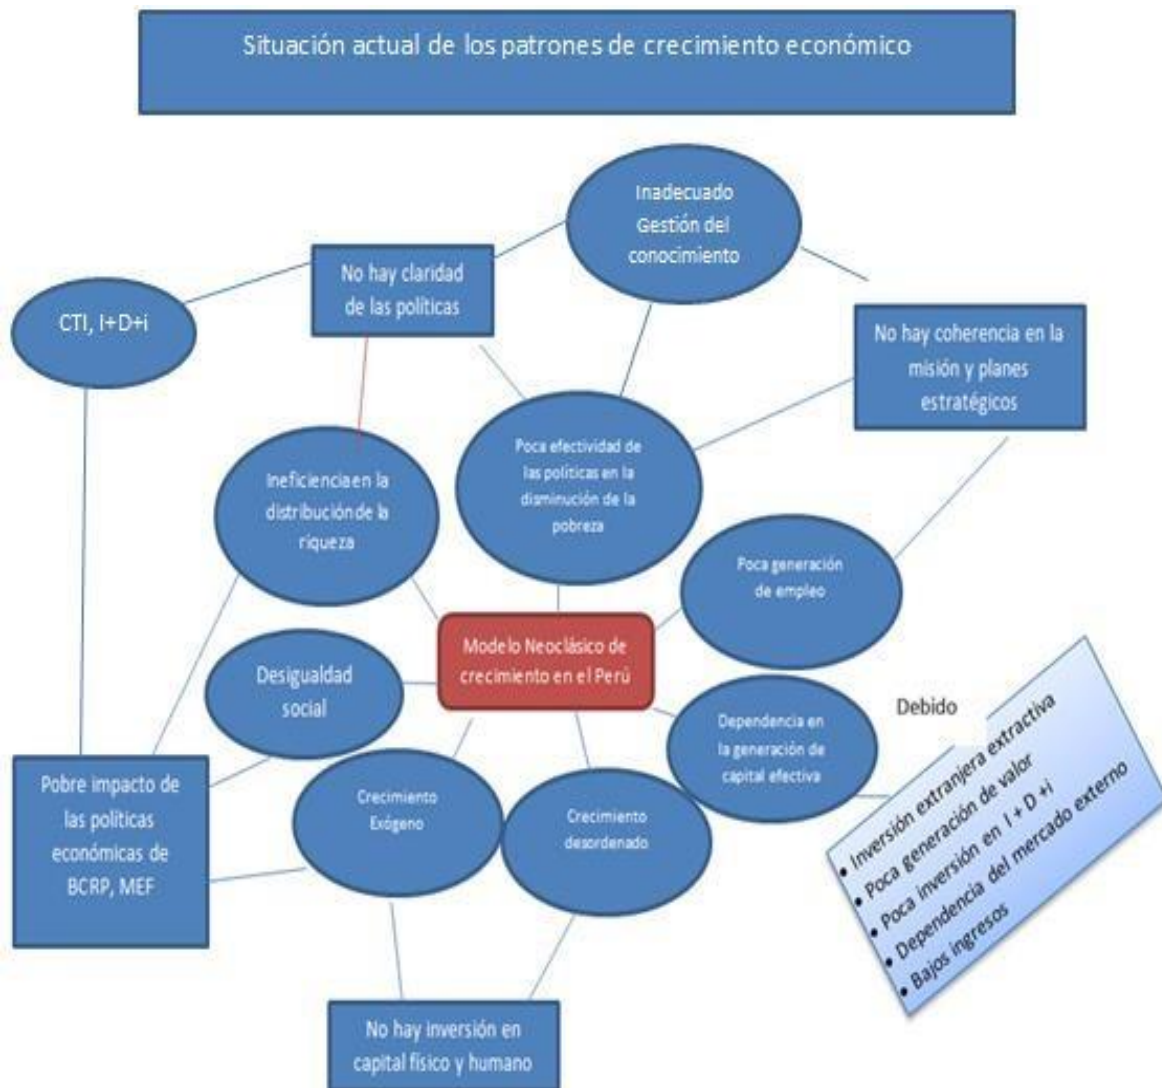 Situación actual de los patrones de crecimiento económico
Inadecuado
Gestión del
conocimiento
No hay claridad
de las políticas
CTI, I+D+i
No hay coherencia en la
misión y planes
estratégicos
Poca efectividad de
las políticas en la
disminución de la
pobreza
Ineficiencia en la
distribución de la
riqueza
Poca generación
de empleo
Modelo Neoclásico de
crecimiento en el Perú
Desigualdad
social
Dependencia en
la generación de
capital efectiva
Debido
• Inversión extranjera extractiva
• Poca generación de valor
• Poca inversión en I + D +i
• Dependencia del mercado externo
• Bajos ingresos
Pobre impacto de
las políticas
económicas de
BCRP, MEF
Crecimiento
Exógeno
Crecimiento
desordenado
No hay inversión en
capital físico y humano